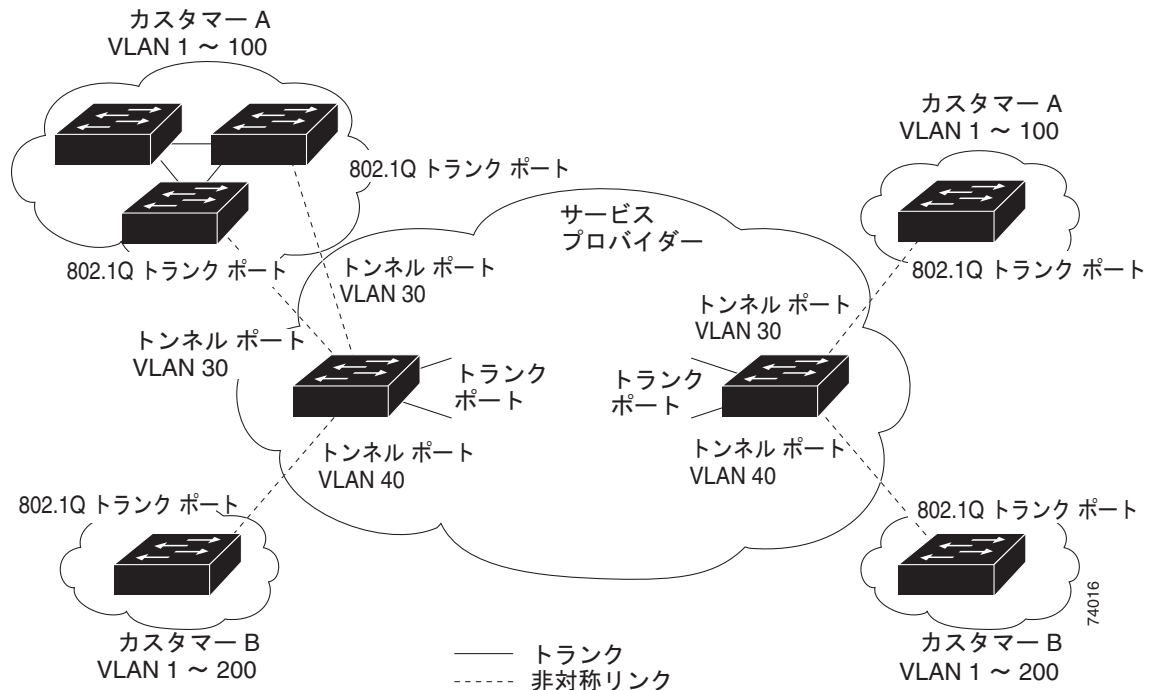 カスタマー A
VLAN 1 ～ 100
カスタマー A
VLAN 1 ～ 100
802.1Q トランク ポート
サービス
プロバイダー
802.1Q トランク ポート
トンネル ポート
VLAN 30
802.1Q トランク ポート
トンネル ポート
VLAN 30
トンネル ポート
VLAN 30
トランク
ポート
トランク
ポート
トンネル ポート
VLAN 40
トンネル ポート
VLAN 40
802.1Q トランク ポート
802.1Q トランク ポート
74016
カスタマー B
VLAN 1 ～ 200
カスタマー B
VLAN 1 ～ 200
トランク
非対称リンク